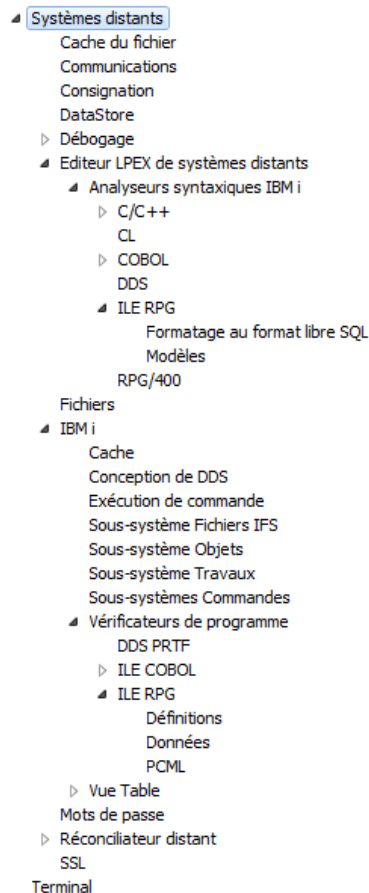 Systèmes distants
Cache du fichier
Communications
Consignation
DataStore
Débogage
Editeur LPEX de systèmes distants
Analyseurs syntaxiques IBM i
C/C++
CL
COBOL
DDS
ILE RPG
Formatage au format libre SQL
Modèles
RPG/400
Fichiers
IBM i
Cache
Conception de DDS
Exécution de commande
Sous-système Fichiers IFS
Sous-système Objets
Sous-système Travaux
Sous-systèmes Commandes
Vérificateurs de programme
DDS PRTF
ILE COBOL
ILE RPG
Définitions
Données
PCML
Vue Table
Mots de passe
Réconciliateur distant
SSL
Terminal